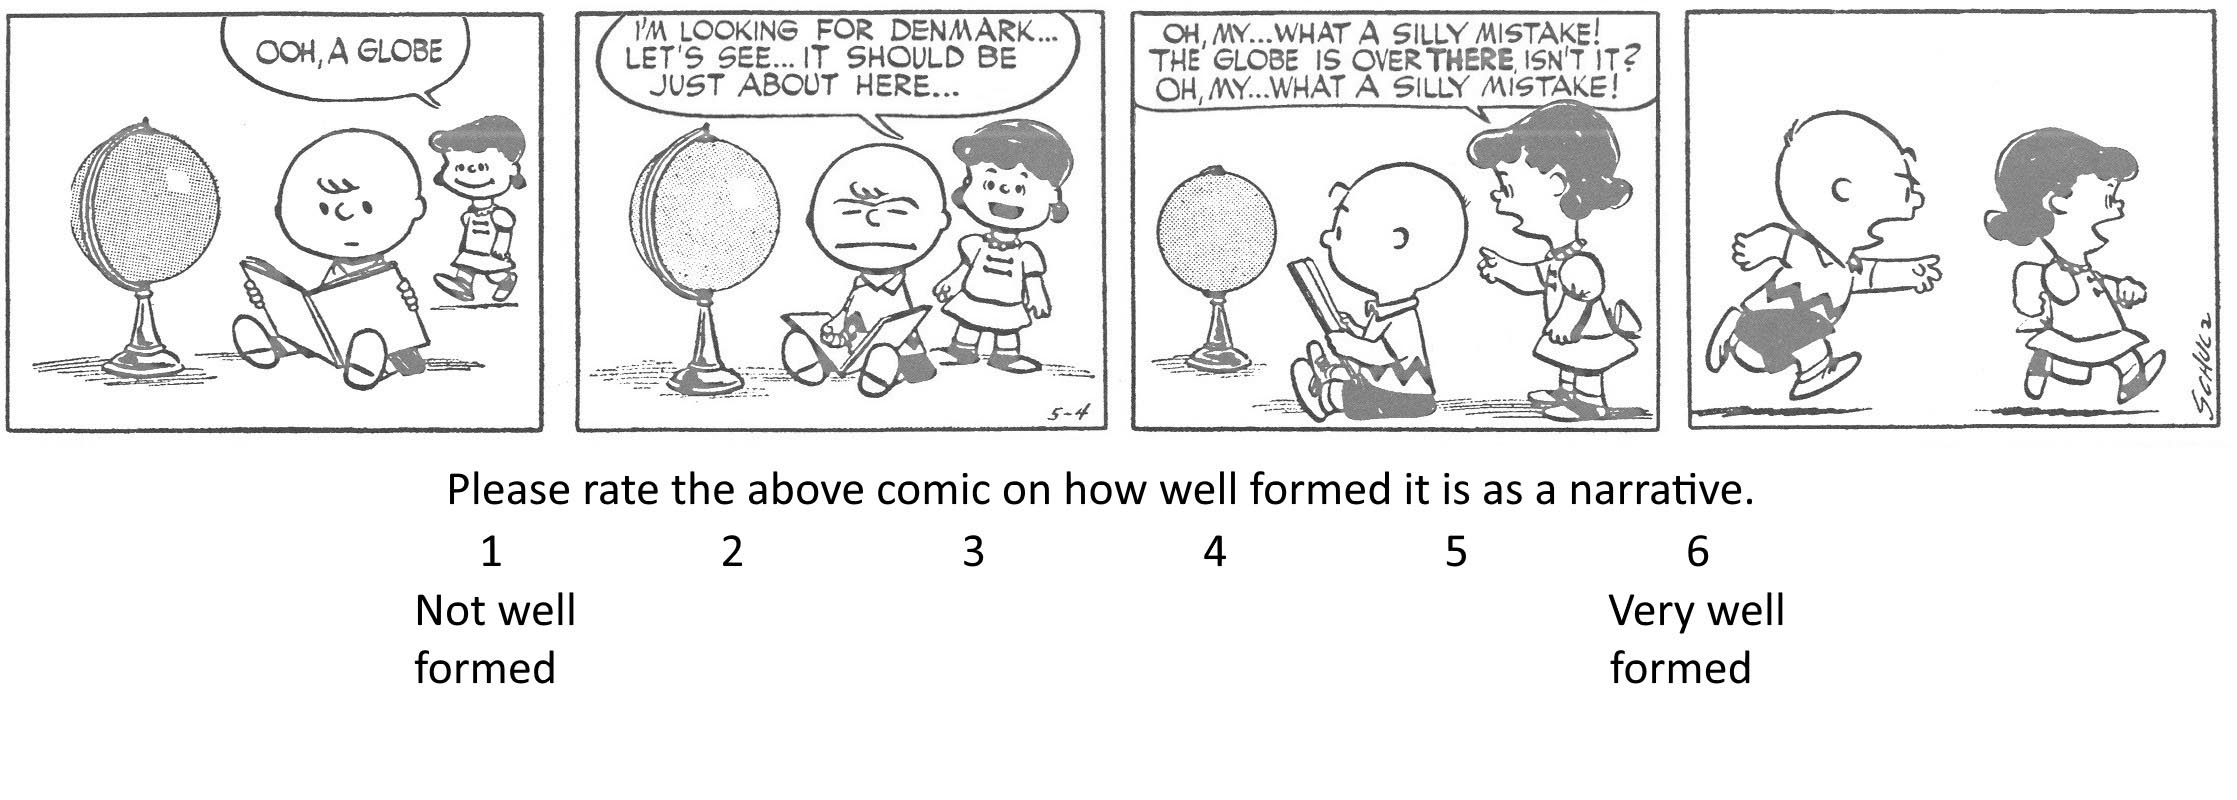 OOH, A GLOBE
I'M LOOKING FOR DENMARK...
LET'S SEE... IT SHOULD BE
JUST ABOUT HERE...
5-4
OH, MY...WHAT A SILLY MISTAKE!
THE GLOBE IS OVER THERE, ISN'T IT?
OH, MY...WHAT A SILLY MISTAKE!
SCHULZ
Please rate the above comic on how well formed it is as a narrative.
1 2 3 4 5 6
Not well
formed
Very well
formed